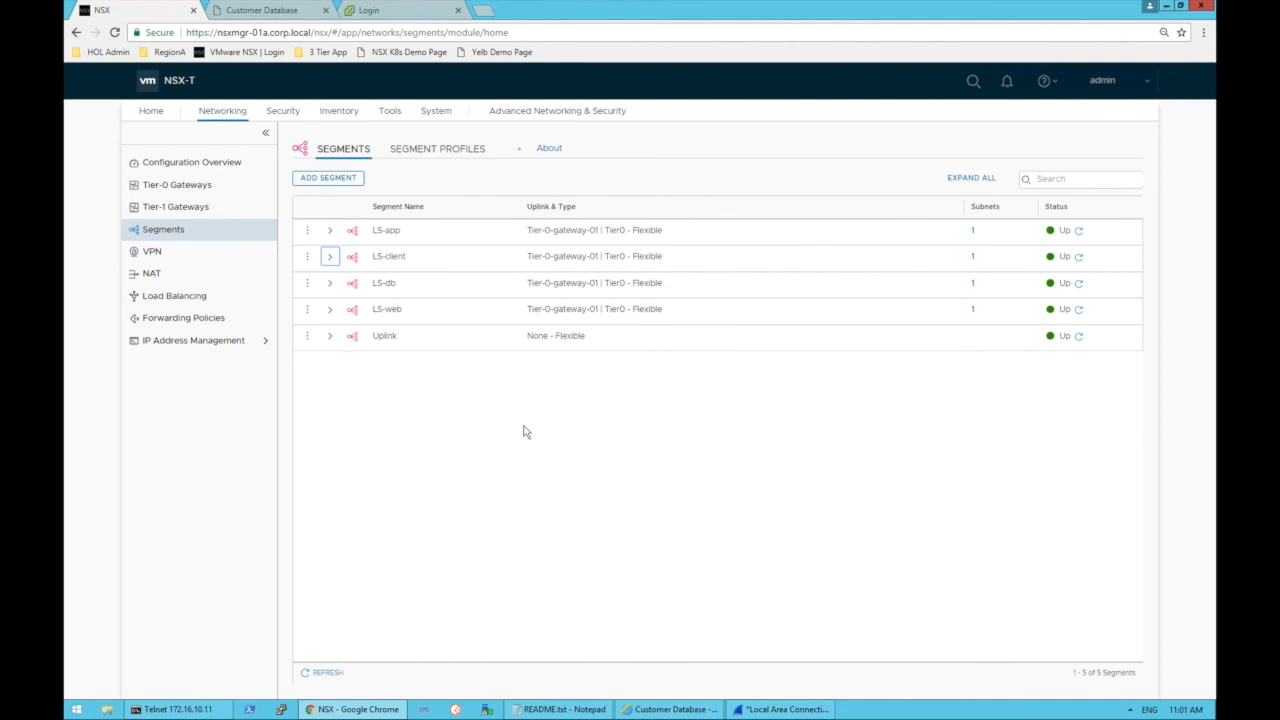 NSX
Customer Database
Login
Secure https://nsxmgr-01a.corp.local/nsx/#/app/networks/segments/module/home
HOL Admin RegionA VMware NSX | Login 3 Tier App NSX K8s Demo Page Yelb Demo Page
vm NSX-T admin
Home Networking Security Inventory Tools System Advanced Networking & Security
Configuration Overview
Tier-0 Gateways
Tier-1 Gateways
Segments
VPN
NAT
Load Balancing
Forwarding Policies
IP Address Management
SEGMENTS SEGMENT PROFILES About
ADD SEGMENT EXPAND ALL Search
Segment Name Uplink & Type Subnets Status
LS-app Tier-0-gateway-01 | Tier0 - Flexible 1 Up
LS-client Tier-0-gateway-01 | Tier0 - Flexible 1 Up
LS-db Tier-0-gateway-01 | Tier0 - Flexible 1 Up
LS-web Tier-0-gateway-01 | Tier0 - Flexible 1 Up
Uplink None - Flexible Up
REFRESH 1 - 5 of 5 Segments
Telnet 172.16.10.11 NSX - Google Chrome README.txt - Notepad Customer Database -... *Local Area Connecti... ENG 11:01 AM